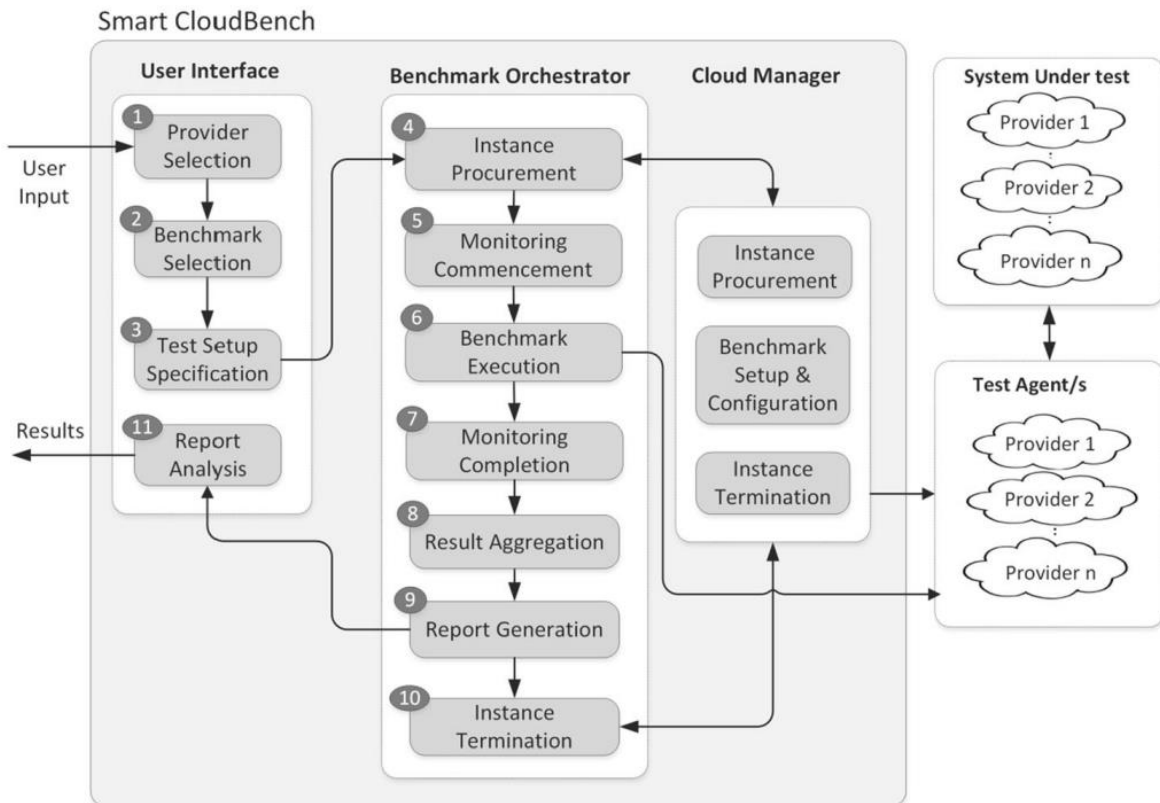 Smart CloudBench
User Interface
1
Provider
Selection
User
Input
2
Benchmark
Selection
3
Test Setup
Specification
11
Report
Analysis
Results
Benchmark Orchestrator
4
Instance
Procurement
5
Monitoring
Commencement
6
Benchmark
Execution
7
Monitoring
Completion
8
Result Aggregation
9
Report Generation
10
Instance
Termination
Cloud Manager
Instance
Procurement
Benchmark
Setup &
Configuration
Instance
Termination
System Under test
Provider 1
Provider 2
Provider n
Test Agent/s
Provider 1
Provider 2
Provider n